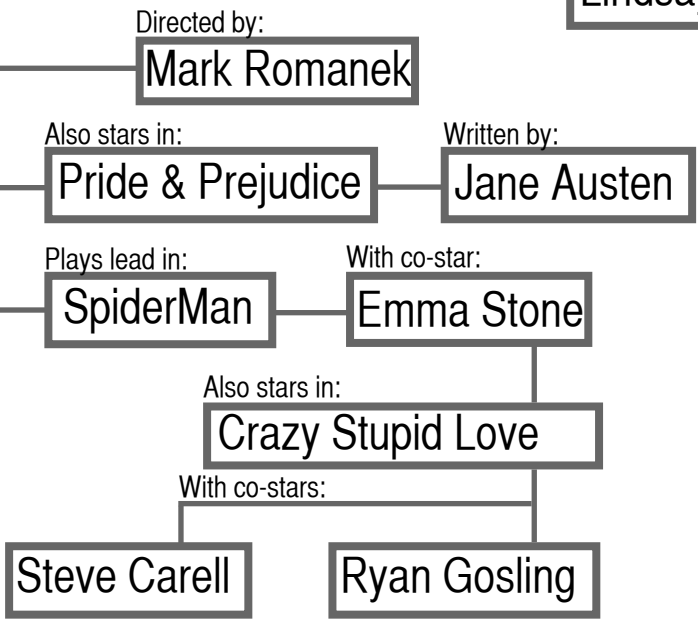 Directed by:
Mark Romanek
Also stars in:
Pride & Prejudice
Written by:
Jane Austen
Plays lead in:
SpiderMan
With co-star:
Emma Stone
Also stars in:
Crazy Stupid Love
With co-stars:
Steve Carell
Ryan Gosling